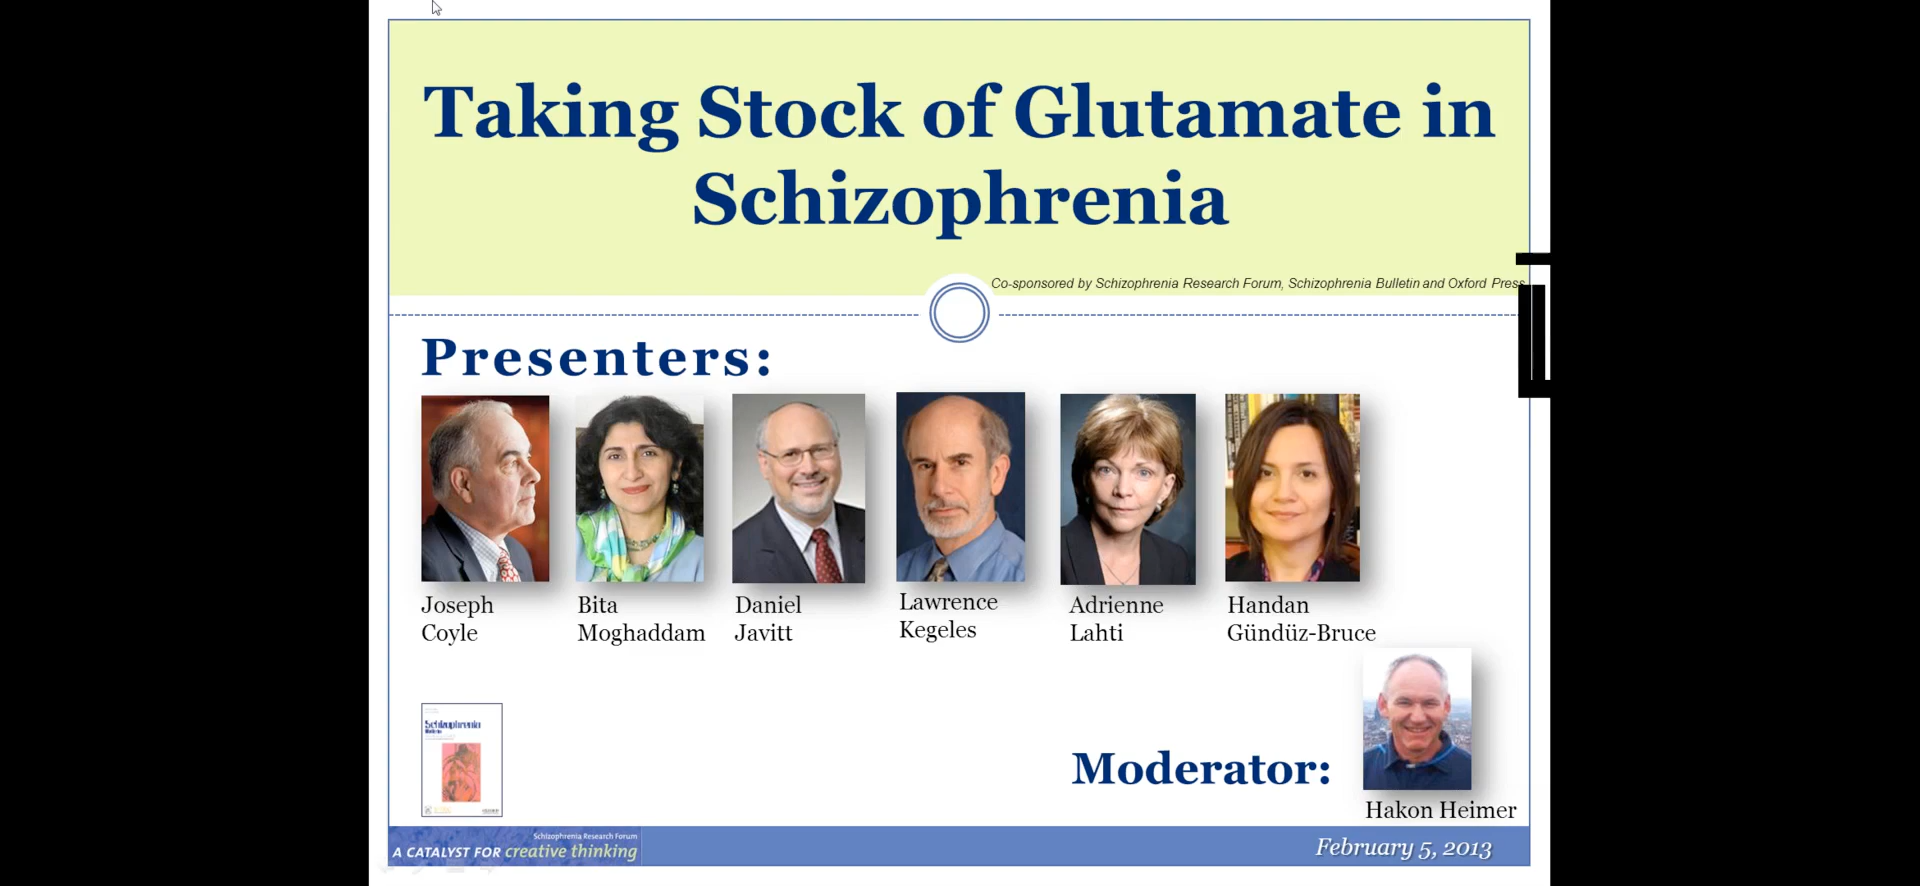 Taking Stock of Glutamate in
Schizophrenia
Co-sponsored by Schizophrenia Research Forum, Schizophrenia Bulletin and Oxford Press
Presenters:
Joseph
Coyle
Bita
Moghaddam
Daniel
Javitt
Lawrence
Kegeles
Adrienne
Lahti
Handan
Gündüz-Bruce
Schizophrenia
Moderator:
Hakon Heimer
Schizophrenia Research Forum
A CATALYST FOR creative thinking
February 5, 2013